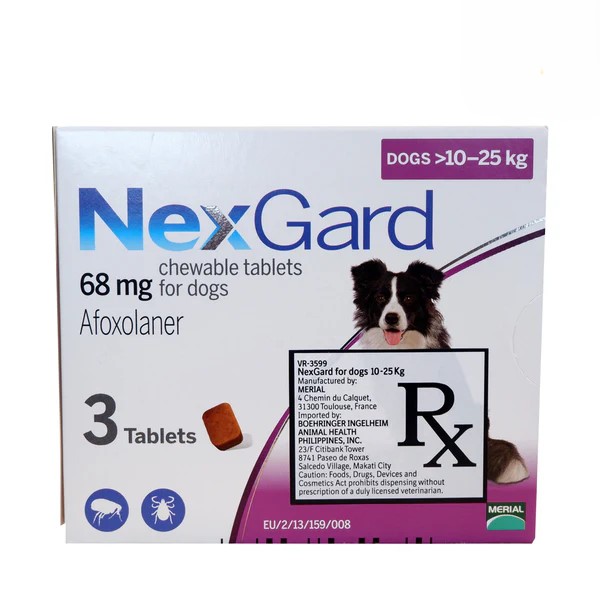 DOGS >10–25 kg
NexGard
chewable tablets
68 mg for dogs
Afoxolaner
3 Tablets
VR-3599
NexGard for dogs 10-25 Kg
Manufactured by:
MERIAL
4 Chemin du Calquet,
31300 Toulouse, France
Imported by:
BOEHRINGER INGELHEIM
ANIMAL HEALTH
PHILIPPINES, INC.
23/F Citibank Tower
8741 Paseo de Roxas
Salcedo Village, Makati City
Caution: Foods, Drugs, Devices and
Cosmetics Act prohibits dispensing without
prescription of a duly licensed veterinarian.
Rx
EU/2/13/159/008
MERIAL